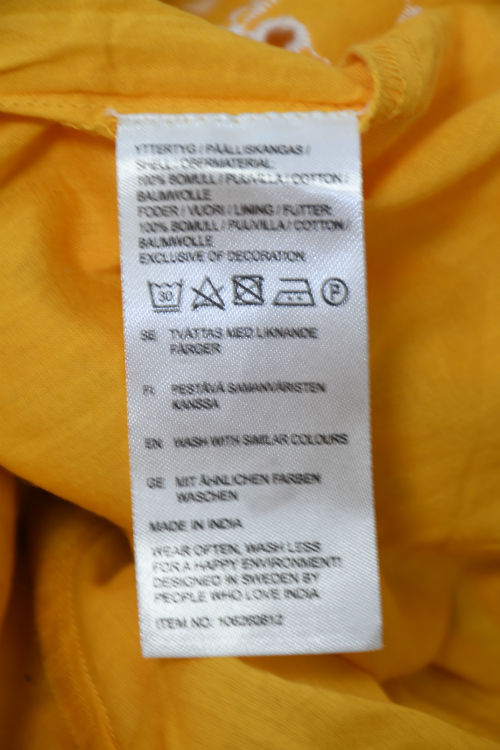 YTTERTYG / PÄÄLLISKANGAS /
SHELL / OBERMATERIAL:
100% BOMULL / PUUVILLA / COTTON /
BAUMWOLLE
FODER / VUORI / LINING / FUTTER:
100% BOMULL / PUUVILLA / COTTON /
BAUMWOLLE
EXCLUSIVE OF DECORATION
30 P
SE TVÄTTAS MED LIKNANDE
FÄRGER
FI PESTÄVÄ SAMANVÄRISTEN
KANSSA
EN WASH WITH SIMILAR COLOURS
GE MIT ÄHNLICHEN FARBEN
WASCHEN
MADE IN INDIA
WEAR OFTEN, WASH LESS
FOR A HAPPY ENVIRONMENT!
DESIGNED IN SWEDEN BY
PEOPLE WHO LOVE INDIA
ITEM NO: 106260812